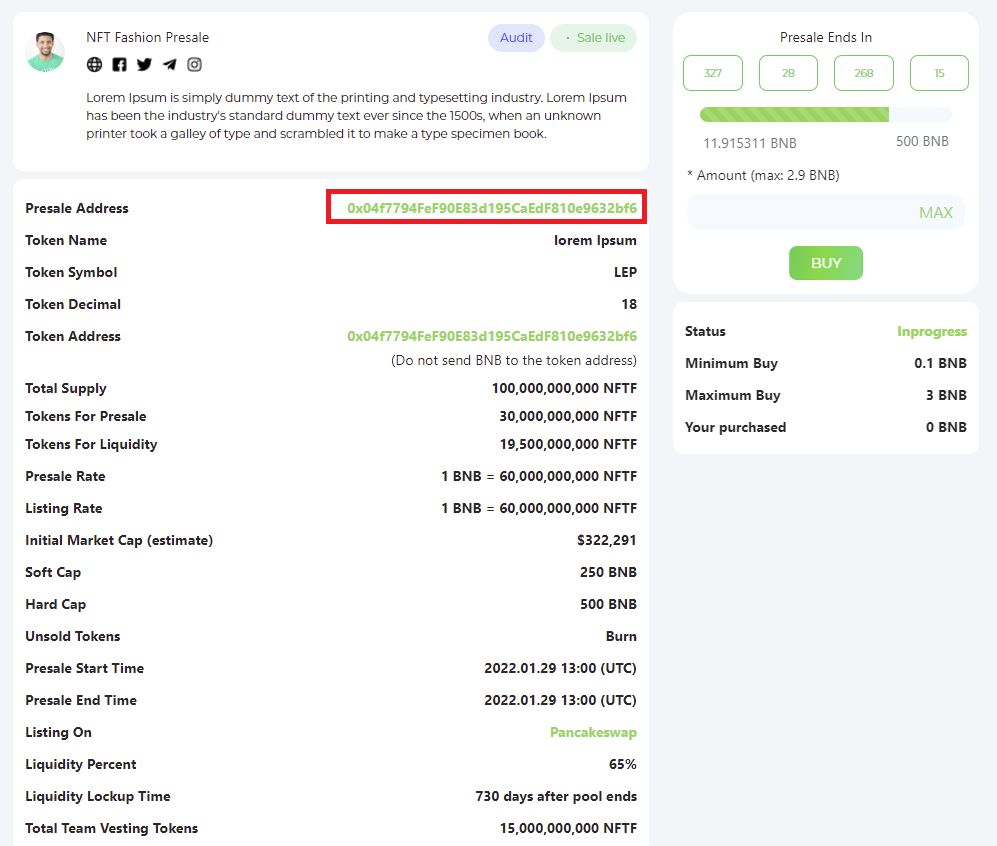 NFT Fashion Presale
Audit
· Sale live
Lorem Ipsum is simply dummy text of the printing and typesetting industry. Lorem Ipsum
has been the industry's standard dummy text ever since the 1500s, when an unknown
printer took a galley of type and scrambled it to make a type specimen book.
Presale Address 0x04f7794FeF90E83d195CaEdF810e9632bf6
Token Name lorem Ipsum
Token Symbol LEP
Token Decimal 18
Token Address 0x04f7794FeF90E83d195CaEdF810e9632bf6
(Do not send BNB to the token address)
Total Supply 100,000,000,000 NFTF
Tokens For Presale 30,000,000,000 NFTF
Tokens For Liquidity 19,500,000,000 NFTF
Presale Rate 1 BNB = 60,000,000,000 NFTF
Listing Rate 1 BNB = 60,000,000,000 NFTF
Initial Market Cap (estimate) $322,291
Soft Cap 250 BNB
Hard Cap 500 BNB
Unsold Tokens Burn
Presale Start Time 2022.01.29 13:00 (UTC)
Presale End Time 2022.01.29 13:00 (UTC)
Listing On Pancakeswap
Liquidity Percent 65%
Liquidity Lockup Time 730 days after pool ends
Total Team Vesting Tokens 15,000,000,000 NFTF
Presale Ends In
327 28 268 15
11.915311 BNB 500 BNB
* Amount (max: 2.9 BNB)
MAX
BUY
Status Inprogress
Minimum Buy 0.1 BNB
Maximum Buy 3 BNB
Your purchased 0 BNB